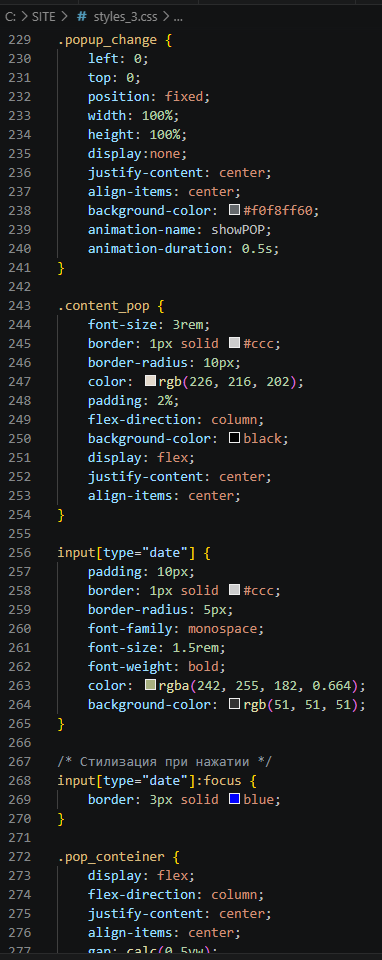 C: > SITE > # styles_3.css > ...
229 .popup_change {
230 left: 0;
231 top: 0;
232 position: fixed;
233 width: 100%;
234 height: 100%;
235 display:none;
236 justify-content: center;
237 align-items: center;
238 background-color: #f0f8ff60;
239 animation-name: showPOP;
240 animation-duration: 0.5s;
241 }
242
243 .content_pop {
244 font-size: 3rem;
245 border: 1px solid #ccc;
246 border-radius: 10px;
247 color: rgb(226, 216, 202);
248 padding: 2%;
249 flex-direction: column;
250 background-color: black;
251 display: flex;
252 justify-content: center;
253 align-items: center;
254 }
255
256 input[type="date"] {
257 padding: 10px;
258 border: 1px solid #ccc;
259 border-radius: 5px;
260 font-family: monospace;
261 font-size: 1.5rem;
262 font-weight: bold;
263 color: rgba(242, 255, 182, 0.664);
264 background-color: rgb(51, 51, 51);
265 }
266
267 /* Стилизация при нажатии */
268 input[type="date"]:focus {
269 border: 3px solid blue;
270 }
271
272 .pop_conteiner {
273 display: flex;
274 flex-direction: column;
275 justify-content: center;
276 align-items: center;
277 gap: calc(0.5vw);